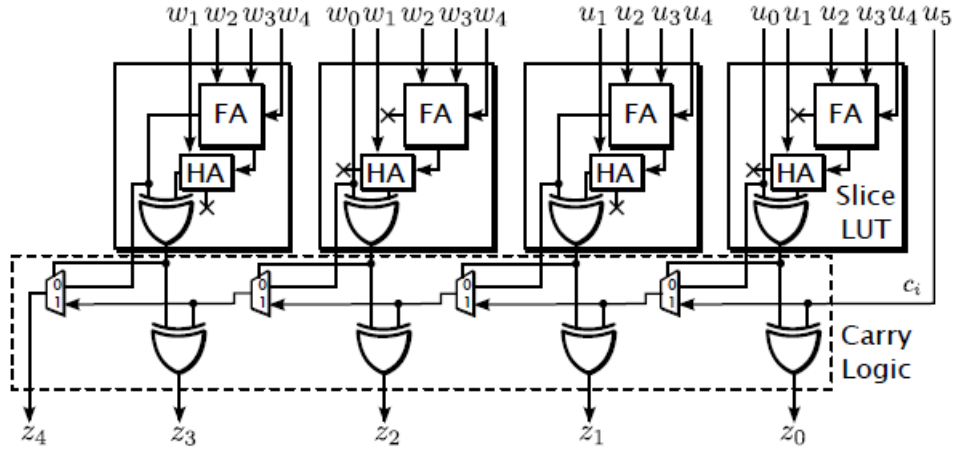 w₁ w₂ w₃ w₄ w₀ w₁ w₂ w₃ w₄ u₁ u₂ u₃ u₄ u₀ u₁ u₂ u₃ u₄ u₅
FA FA FA FA
HA HA HA HA
Slice
LUT
0 0 0 0
1 1 1 1
cᵢ
Carry
Logic
z₄ z₃ z₂ z₁ z₀